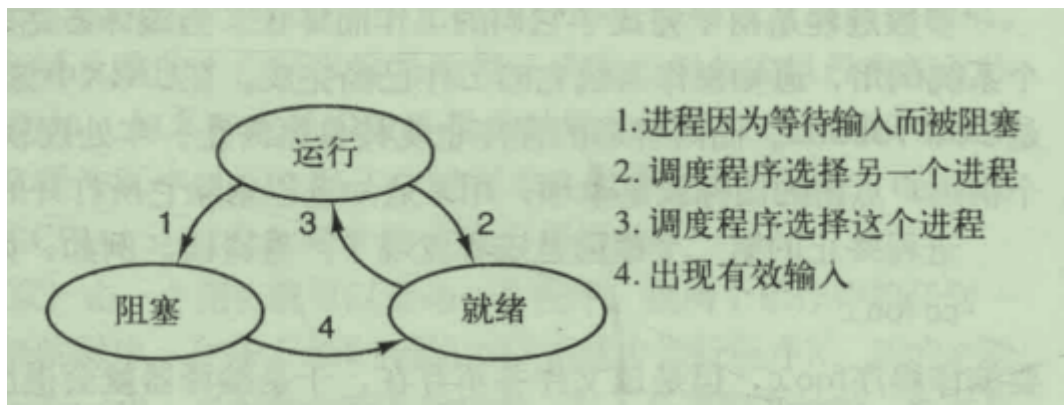 运行
1
3
2
阻塞
4
就绪
1.进程因为等待输入而被阻塞
2. 调度程序选择另一个进程
3. 调度程序选择这个进程
4. 出现有效输入